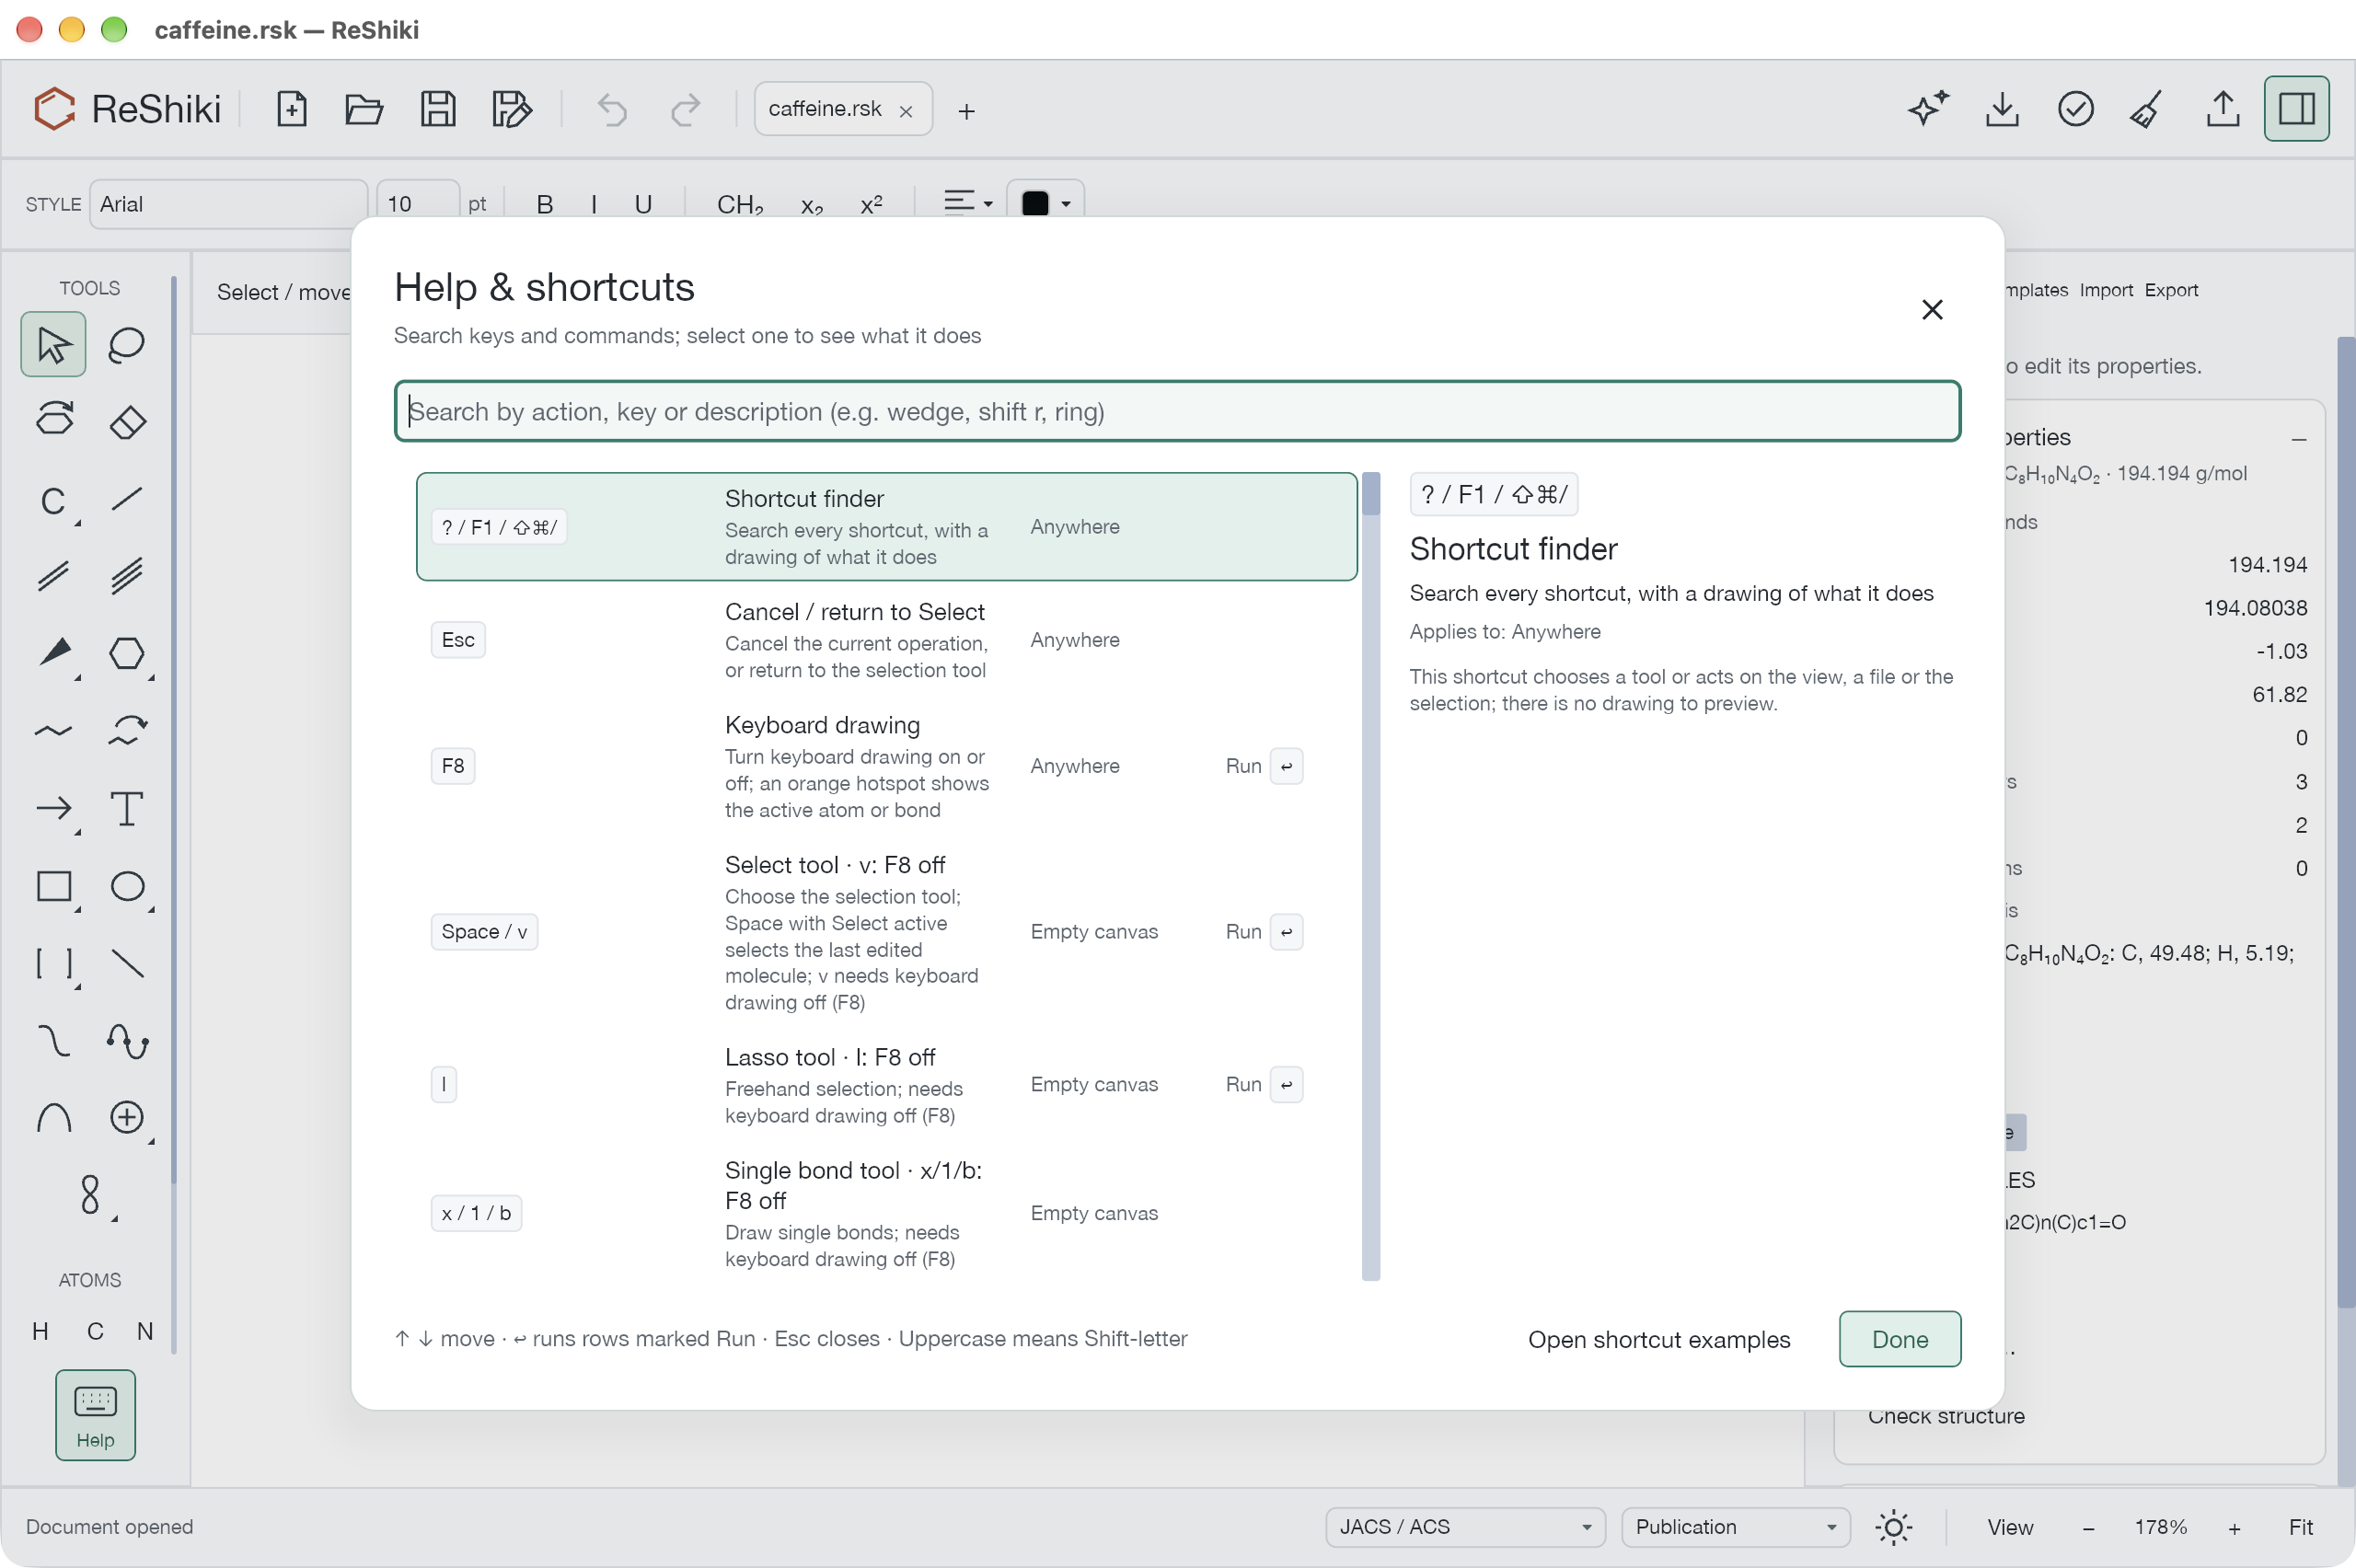 caffeine.rsk — ReShiki
ReShiki
caffeine.rsk
STYLE Arial 10 pt B I U CH₂ x₂ x²
TOOLS
Select / move
C
T
ATOMS
H C N
Help
Help & shortcuts
Search keys and commands; select one to see what it does
Search by action, key or description (e.g. wedge, shift r, ring)
? / F1 / ⇧⌘/
Shortcut finder
Search every shortcut, with a
drawing of what it does
Anywhere
Esc
Cancel / return to Select
Cancel the current operation,
or return to the selection tool
Anywhere
F8
Keyboard drawing
Turn keyboard drawing on or
off; an orange hotspot shows
the active atom or bond
Anywhere
Run ↩
Space / v
Select tool · v: F8 off
Choose the selection tool;
Space with Select active
selects the last edited
molecule; v needs keyboard
drawing off (F8)
Empty canvas
Run ↩
l
Lasso tool · l: F8 off
Freehand selection; needs
keyboard drawing off (F8)
Empty canvas
Run ↩
x / 1 / b
Single bond tool · x/1/b:
F8 off
Draw single bonds; needs
keyboard drawing off (F8)
Empty canvas
? / F1 / ⇧⌘/
Shortcut finder
Search every shortcut, with a drawing of what it does
Applies to: Anywhere
This shortcut chooses a tool or acts on the view, a file or the
selection; there is no drawing to preview.
↑ ↓ move · ↩ runs rows marked Run · Esc closes · Uppercase means Shift-letter
Open shortcut examples
Done
mplates Import Export
o edit its properties.
perties
C₈H₁₀N₄O₂ · 194.194 g/mol
nds
194.194
194.08038
-1.03
61.82
0
3
2
0
is
C₈H₁₀N₄O₂: C, 49.48; H, 5.19;
LES
2C)n(C)c1=O
Check structure
Document opened
JACS / ACS
Publication
View − 178% + Fit